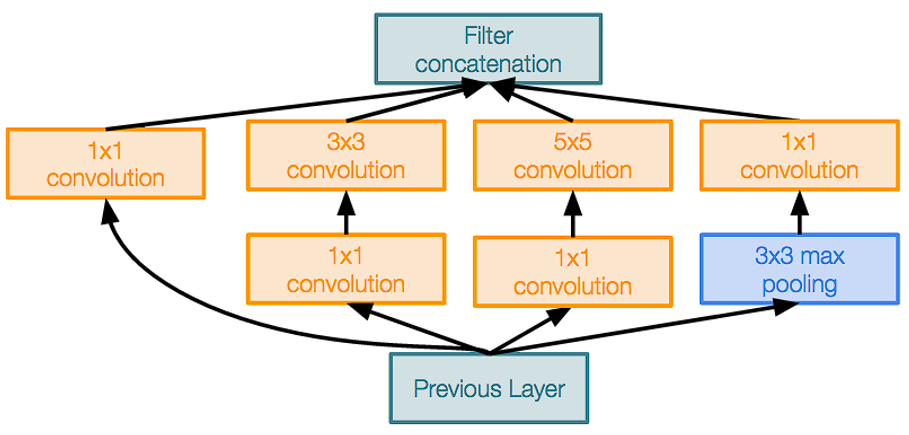 Filter
concatenation
1x1
convolution
3x3
convolution
5x5
convolution
1x1
convolution
1x1
convolution
1x1
convolution
3x3 max
pooling
Previous Layer